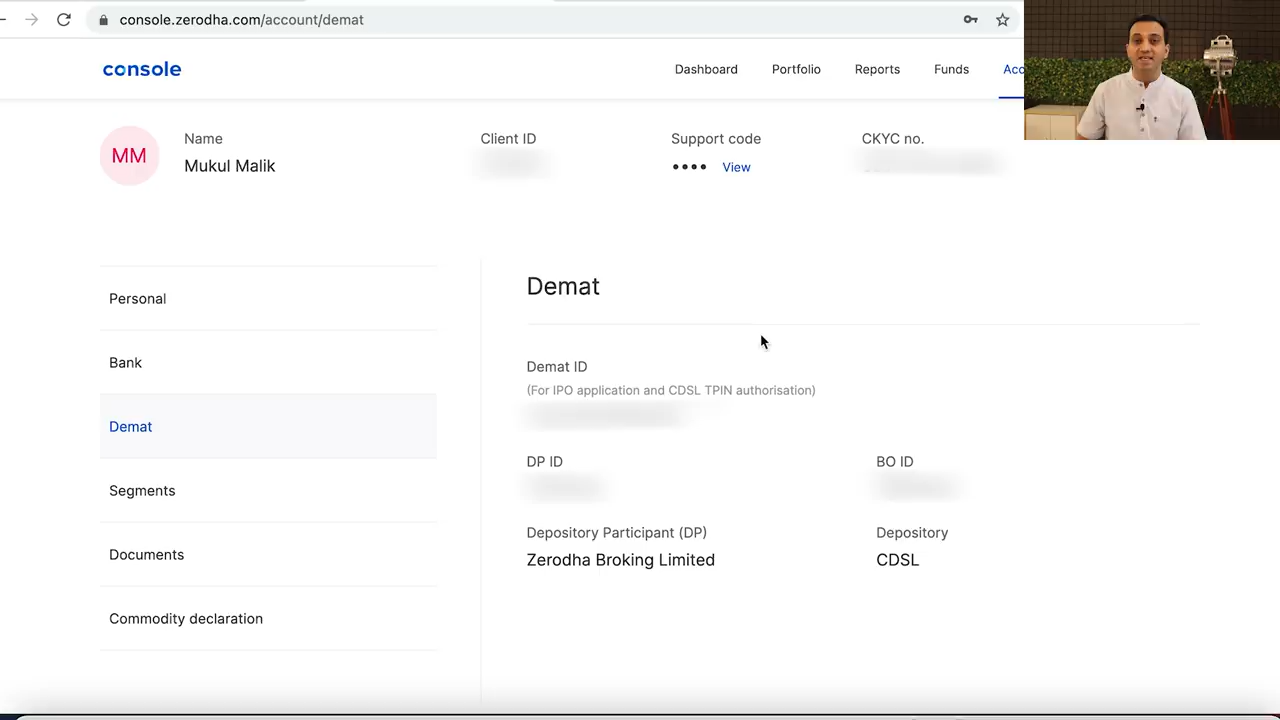 console.zerodha.com/account/demat
console
Dashboard
Portfolio
Reports
Funds
Acc
MM
Name
Mukul Malik
Client ID
Support code
•••• View
CKYC no.
Personal
Bank
Demat
Segments
Documents
Commodity declaration
Demat
Demat ID
(For IPO application and CDSL TPIN authorisation)
DP ID
BO ID
Depository Participant (DP)
Zerodha Broking Limited
Depository
CDSL